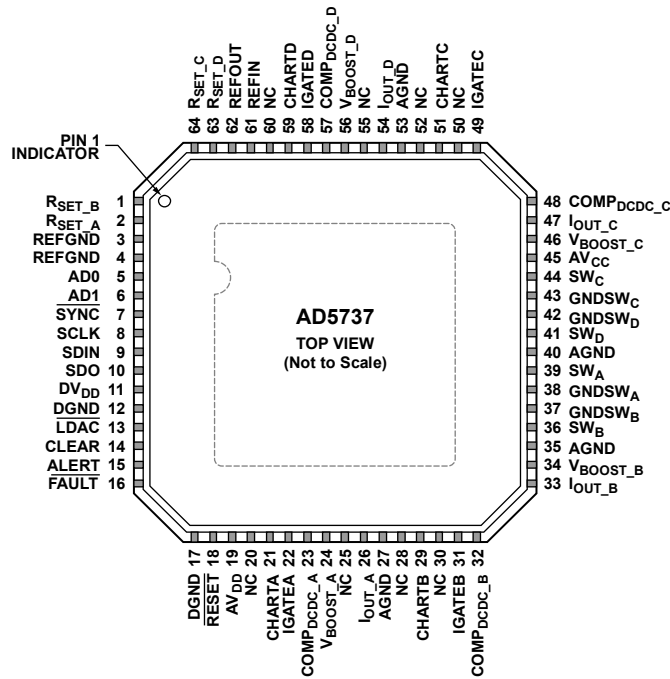 64 RSET_C
63 RSET_D
62 REFOUT
61 REFIN
60 NC
59 CHARTD
58 IGATED
57 COMPDCDC_D
56 VBOOST_D
55 NC
54 IOUT_D
53 AGND
52 NC
51 CHARTC
50 NC
49 IGATEC
PIN 1
INDICATOR
RSET_B 1
RSET_A 2
REFGND 3
REFGND 4
AD0 5
AD1 6
SYNC 7
SCLK 8
SDIN 9
SDO 10
DVDD 11
DGND 12
LDAC 13
CLEAR 14
ALERT 15
FAULT 16
AD5737
TOP VIEW
(Not to Scale)
48 COMPDCDC_C
47 IOUT_C
46 VBOOST_C
45 AVCC
44 SWC
43 GNDSWC
42 GNDSWD
41 SWD
40 AGND
39 SWA
38 GNDSWA
37 GNDSWB
36 SWB
35 AGND
34 VBOOST_B
33 IOUT_B
DGND 17
RESET 18
AVDD 19
NC 20
CHARTA 21
IGATEA 22
COMPDCDC_A 23
VBOOST_A 24
NC 25
IOUT_A 26
AGND 27
NC 28
CHARTB 29
NC 30
IGATEB 31
COMPDCDC_B 32